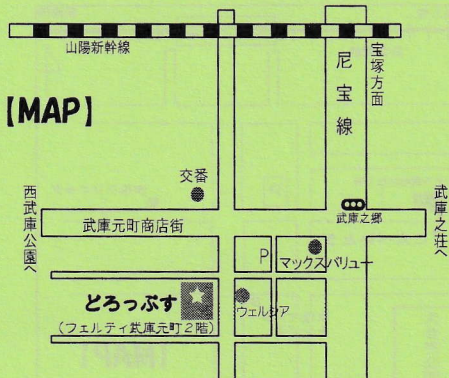 山陽新幹線
尼宝線
宝塚方面
【MAP】
交番
西武庫公園へ
武庫元町商店街
武庫之郷
武庫之荘へ
P
マックスバリュー
どろっぷす
(フェルティ武庫元町2階)
ウェルシア